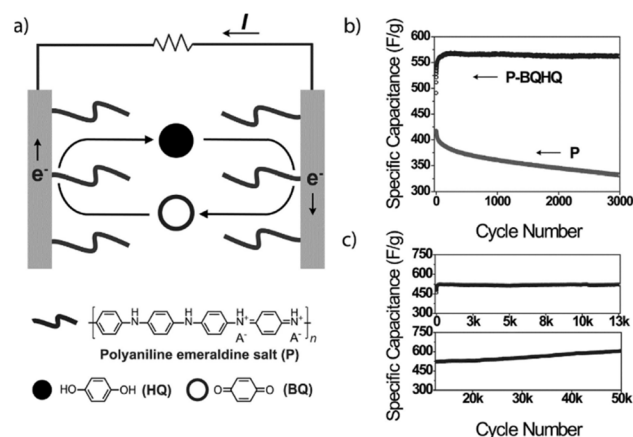 a)
I
e⁻
e⁻
H
N
H
N
N⁺
A⁻
H
N⁺
A⁻
n
Polyaniline emeraldine salt (P)
HO
OH (HQ)
O
O (BQ)
b)
Specific Capacitance (F/g)
600
550
500
450
400
350
300
P-BQHQ
P
0 1000 2000 3000
Cycle Number
c)
Specific Capacitance (F/g)
750
600
450
300
0 3k 5k 8k 10k 13k
750
600
450
300
20k 30k 40k 50k
Cycle Number